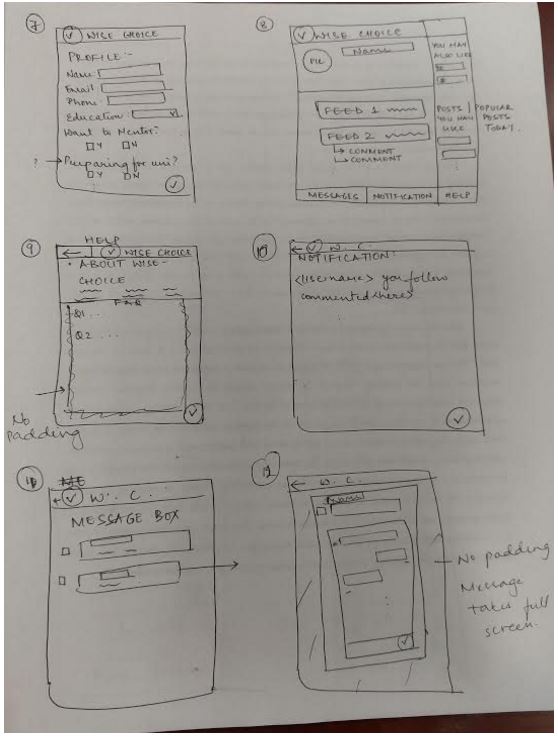 7
WISE CHOICE
PROFILE:-
Name:
Email:
Phone:
Education:
Want to Mentor?
Y N
? → Preparing for uni?
Y N
8
WISE CHOICE
PIC
Name
YOU MAY
ALSO LIKE
FEED 1
FEED 2
↳ COMMENT
↳ COMMENT
POSTS
YOU MAY
LIKE
POPULAR
POSTS
TODAY.
MESSAGES NOTIFICATION HELP
9
HELP
← WISE CHOICE
• ABOUT WISE-
CHOICE
FAQ
Q1 ...
Q2 ...
No
padding
10
← W. C.
NOTIFICATION:
<Username> you follow
commented <here>
11
ME
← W. C.
MESSAGE BOX
12
← W. C.
Name
No padding
Message
takes full
screen.